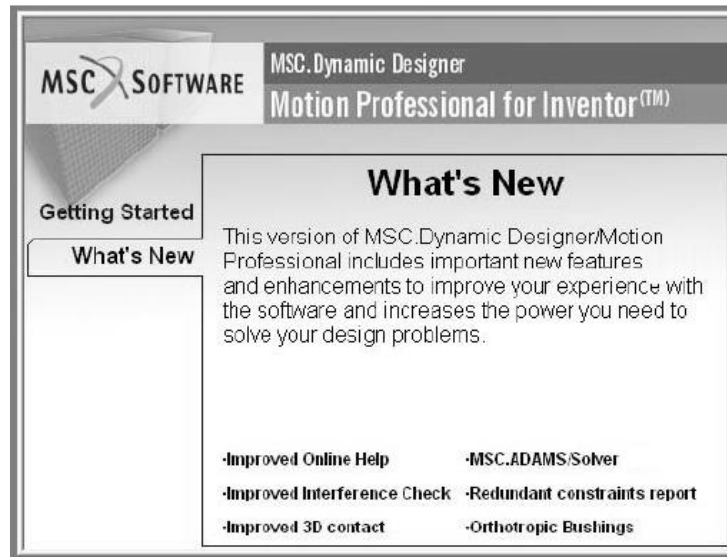 MSC SOFTWARE
MSC.Dynamic Designer
Motion Professional for Inventor(TM)
Getting Started
What's New
What's New
This version of MSC.Dynamic Designer/Motion
Professional includes important new features
and enhancements to improve your experience with
the software and increases the power you need to
solve your design problems.
·Improved Online Help
·MSC.ADAMS/Solver
·Improved Interference Check
·Redundant constraints report
·Improved 3D contact
·Orthotropic Bushings